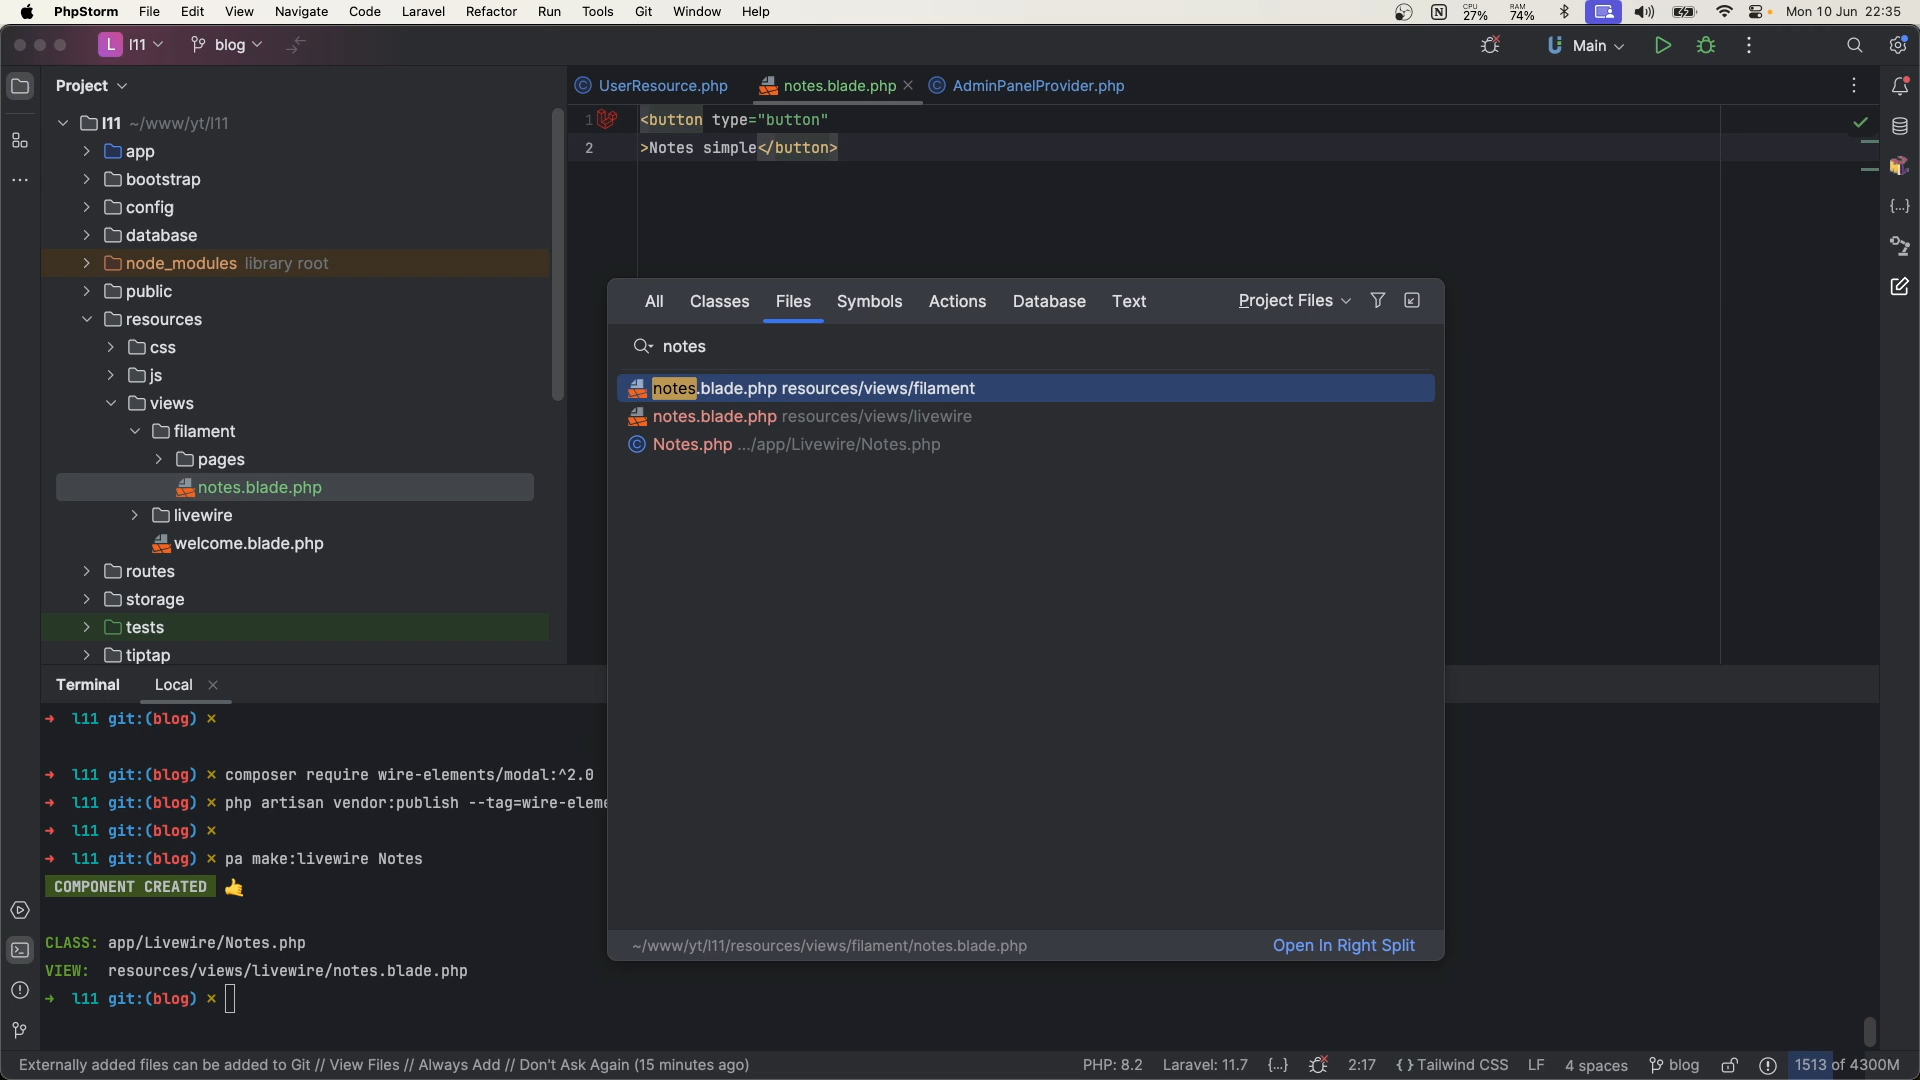 PhpStorm File Edit View Navigate Code Laravel Refactor Run Tools Git Window Help
CPU 27% RAM 74% Mon 10 Jun 22:35
L l11 blog Main
Project
UserResource.php notes.blade.php AdminPanelProvider.php
l11 ~/www/yt/l11
app
bootstrap
config
database
node_modules library root
public
resources
css
js
views
filament
pages
notes.blade.php
livewire
welcome.blade.php
routes
storage
tests
tiptap
1 <button type="button"
2 >Notes simple</button>
All Classes Files Symbols Actions Database Text Project Files
notes
notes.blade.php resources/views/filament
notes.blade.php resources/views/livewire
Notes.php .../app/Livewire/Notes.php
~/www/yt/l11/resources/views/filament/notes.blade.php Open In Right Split
Terminal Local
→ l11 git:(blog) ×
→ l11 git:(blog) × composer require wire-elements/modal:^2.0
→ l11 git:(blog) × php artisan vendor:publish --tag=wire-eleme
→ l11 git:(blog) ×
→ l11 git:(blog) × pa make:livewire Notes
COMPONENT CREATED 🤙
CLASS: app/Livewire/Notes.php
VIEW: resources/views/livewire/notes.blade.php
→ l11 git:(blog) ×
Externally added files can be added to Git // View Files // Always Add // Don't Ask Again (15 minutes ago) PHP: 8.2 Laravel: 11.7 {...} 2:17 { } Tailwind CSS LF 4 spaces blog 1513 of 4300M